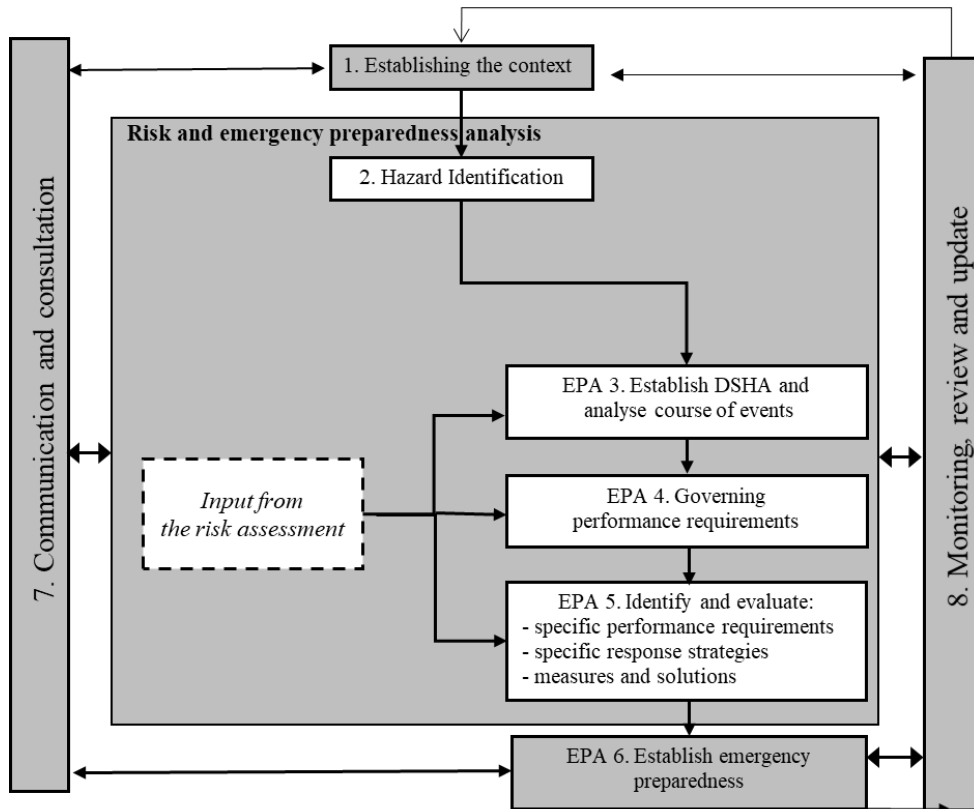 1. Establishing the context
Risk and emergency preparedness analysis
2. Hazard Identification
7. Communication and consultation
8. Monitoring, review and update
EPA 3. Establish DSHA and
analyse course of events
Input from
the risk assessment
EPA 4. Governing
performance requirements
EPA 5. Identify and evaluate:
- specific performance requirements
- specific response strategies
- measures and solutions
EPA 6. Establish emergency
preparedness